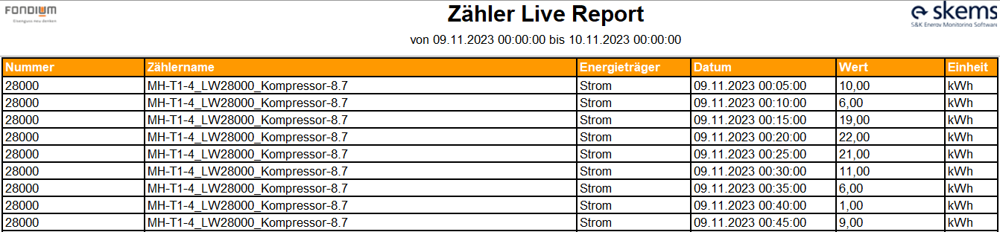 FONDIUM
Eisenguss neu denken
Zähler Live Report
skems
S&K Energy Monitoring Software
von 09.11.2023 00:00:00 bis 10.11.2023 00:00:00
Nummer Zählername Energieträger Datum Wert Einheit
28000 MH-T1-4_LW28000_Kompressor-8.7 Strom 09.11.2023 00:05:00 10,00 kWh
28000 MH-T1-4_LW28000_Kompressor-8.7 Strom 09.11.2023 00:10:00 6,00 kWh
28000 MH-T1-4_LW28000_Kompressor-8.7 Strom 09.11.2023 00:15:00 19,00 kWh
28000 MH-T1-4_LW28000_Kompressor-8.7 Strom 09.11.2023 00:20:00 22,00 kWh
28000 MH-T1-4_LW28000_Kompressor-8.7 Strom 09.11.2023 00:25:00 21,00 kWh
28000 MH-T1-4_LW28000_Kompressor-8.7 Strom 09.11.2023 00:30:00 11,00 kWh
28000 MH-T1-4_LW28000_Kompressor-8.7 Strom 09.11.2023 00:35:00 6,00 kWh
28000 MH-T1-4_LW28000_Kompressor-8.7 Strom 09.11.2023 00:40:00 1,00 kWh
28000 MH-T1-4_LW28000_Kompressor-8.7 Strom 09.11.2023 00:45:00 9,00 kWh